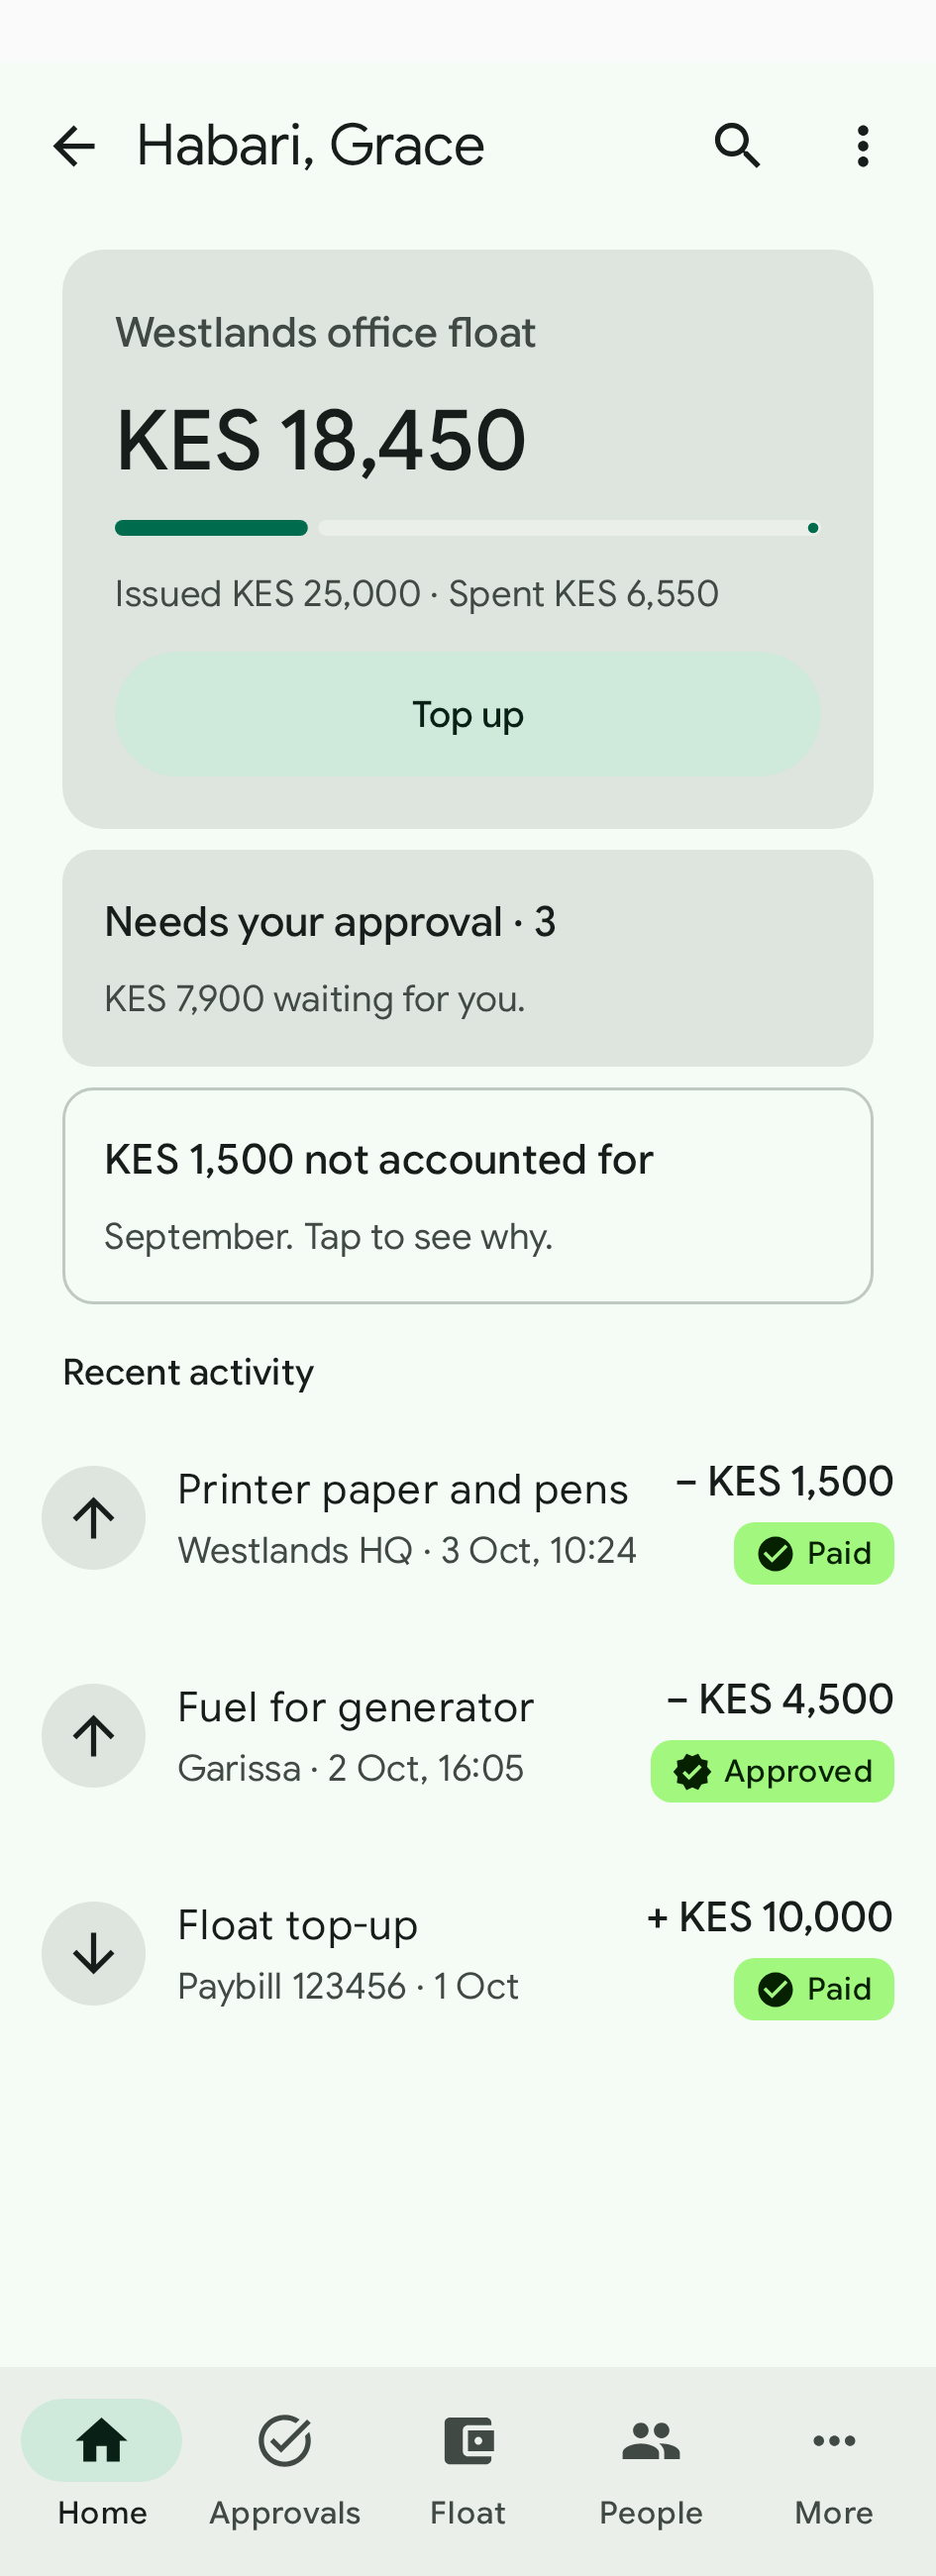 Habari, Grace
Westlands office float
KES 18,450
Issued KES 25,000 · Spent KES 6,550
Top up
Needs your approval · 3
KES 7,900 waiting for you.
KES 1,500 not accounted for
September. Tap to see why.
Recent activity
Printer paper and pens
– KES 1,500
Westlands HQ · 3 Oct, 10:24
Paid
Fuel for generator
– KES 4,500
Garissa · 2 Oct, 16:05
Approved
Float top-up
+ KES 10,000
Paybill 123456 · 1 Oct
Paid
Home
Approvals
Float
People
More